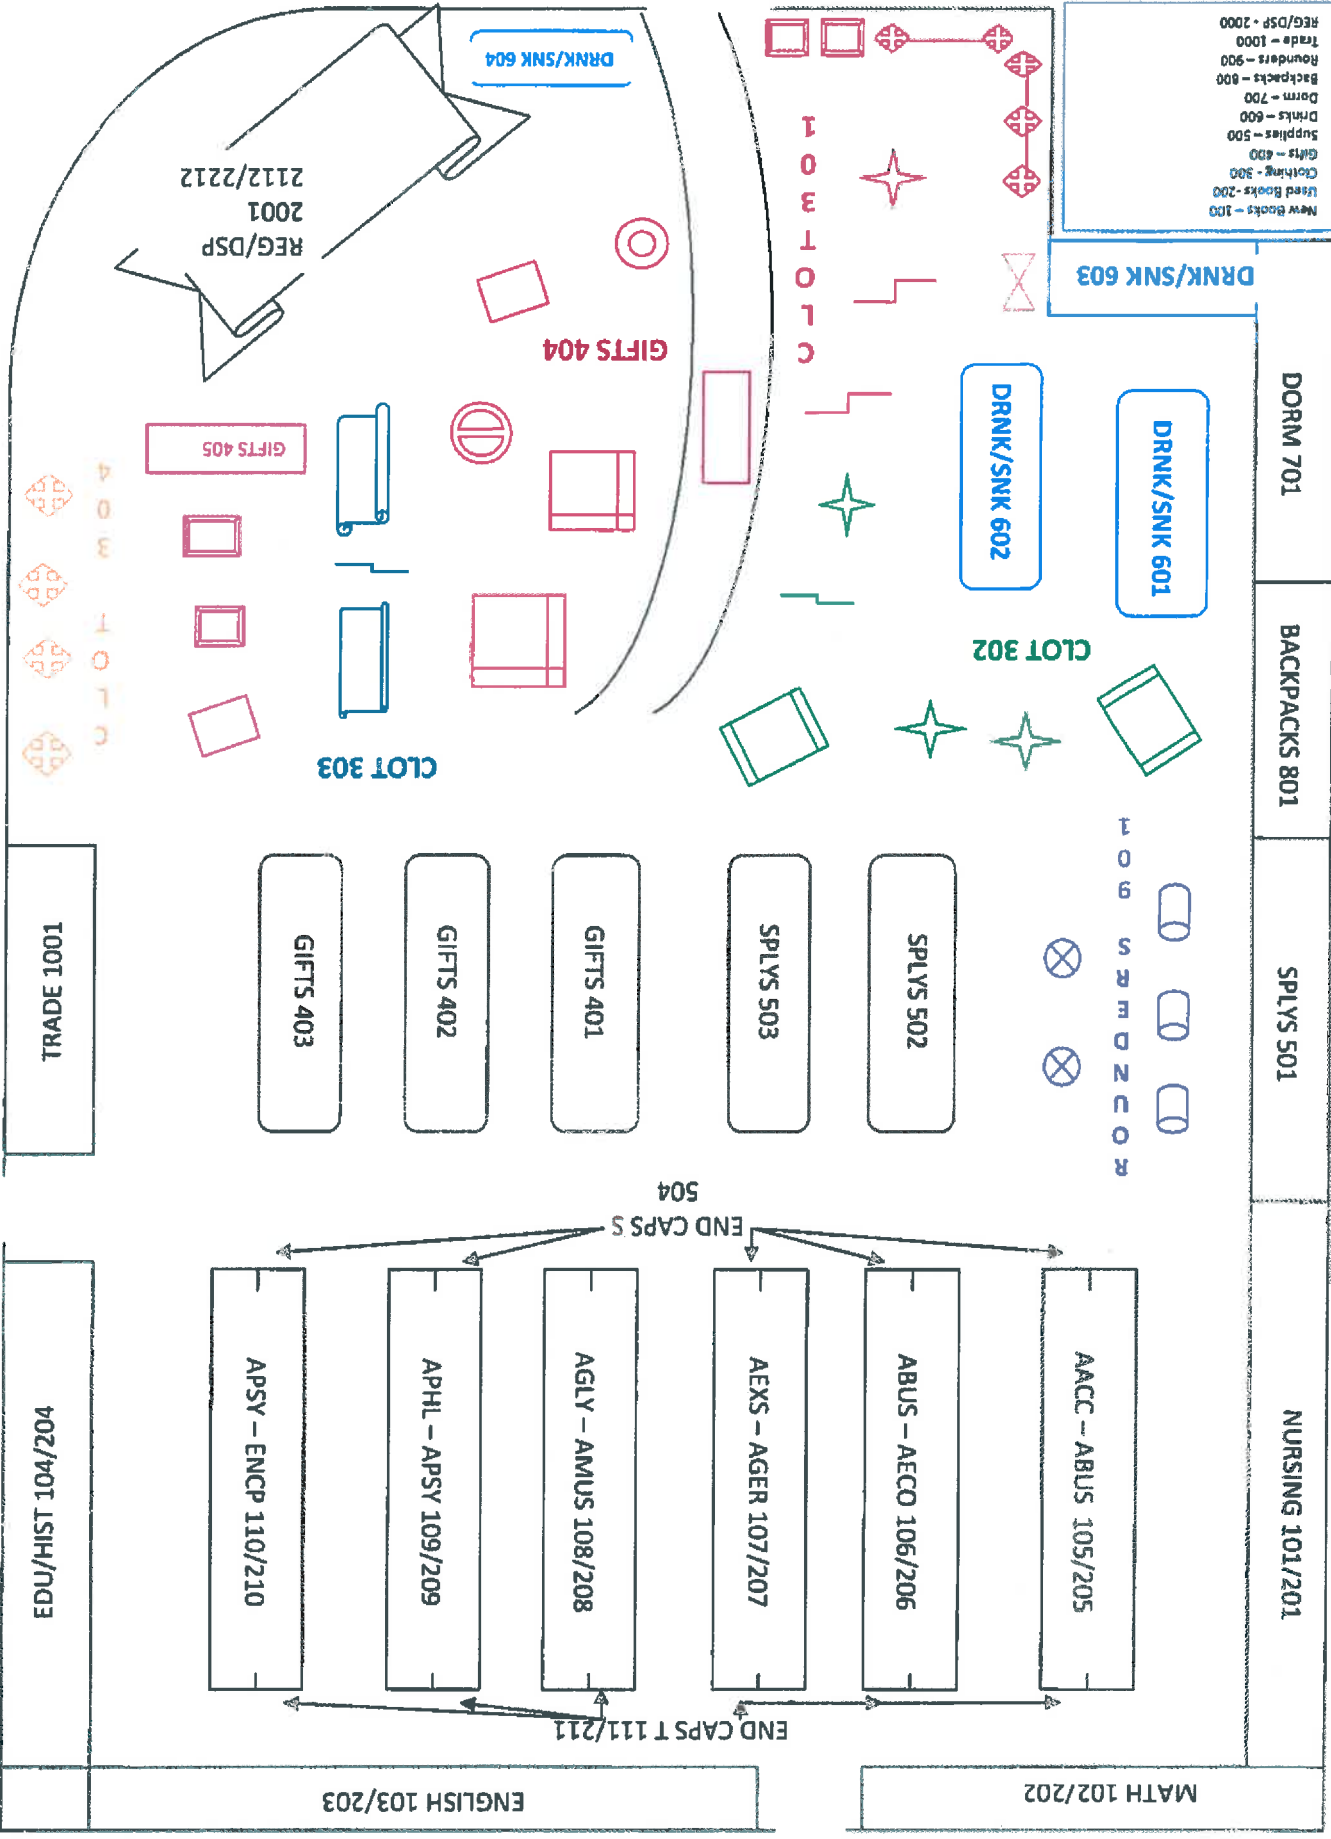 MATH 102/202
ENGLISH 103/203
END CAPS T 111/211
NURSING 101/201
AACC – ABUS 105/205
ABUS – AECO 106/206
AEXS – AGER 107/207
AGLY – AMUS 108/208
APHL – APSY 109/209
APSY – ENCP 110/210
EDU/HIST 104/204
END CAPS S
504
SPLYS 501
ROUNDERS 901
SPLYS 502
SPLYS 503
GIFTS 401
GIFTS 402
GIFTS 403
TRADE 1001
BACKPACKS 801
CLOT 302
CLOT 303
CLOT 304
DORM 701
DRNK/SNK 601
DRNK/SNK 602
GIFTS 405
GIFTS 404
CLOT 301
DRNK/SNK 603
REG/DSP
2001
2112/2212
DRNK/SNK 604
New Books – 100
Used Books -200
Clothing - 300
Gifts – 400
Supplies – 500
Drinks – 600
Dorm – 700
Backpacks – 800
Rounders – 900
Trade – 1000
REG/DSP - 2000